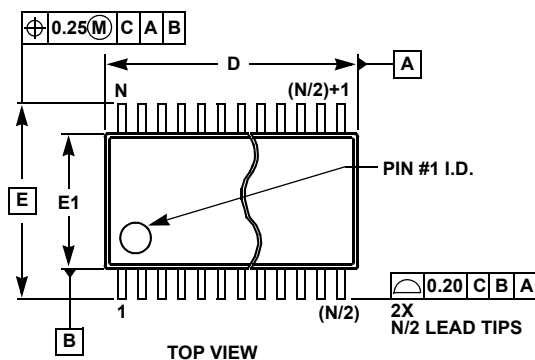 ⌖ 0.25 Ⓜ C A B
D
A
N
(N/2)+1
PIN #1 I.D.
E
E1
1
(N/2)
⌓ 0.20 C B A
2X
N/2 LEAD TIPS
B
TOP VIEW